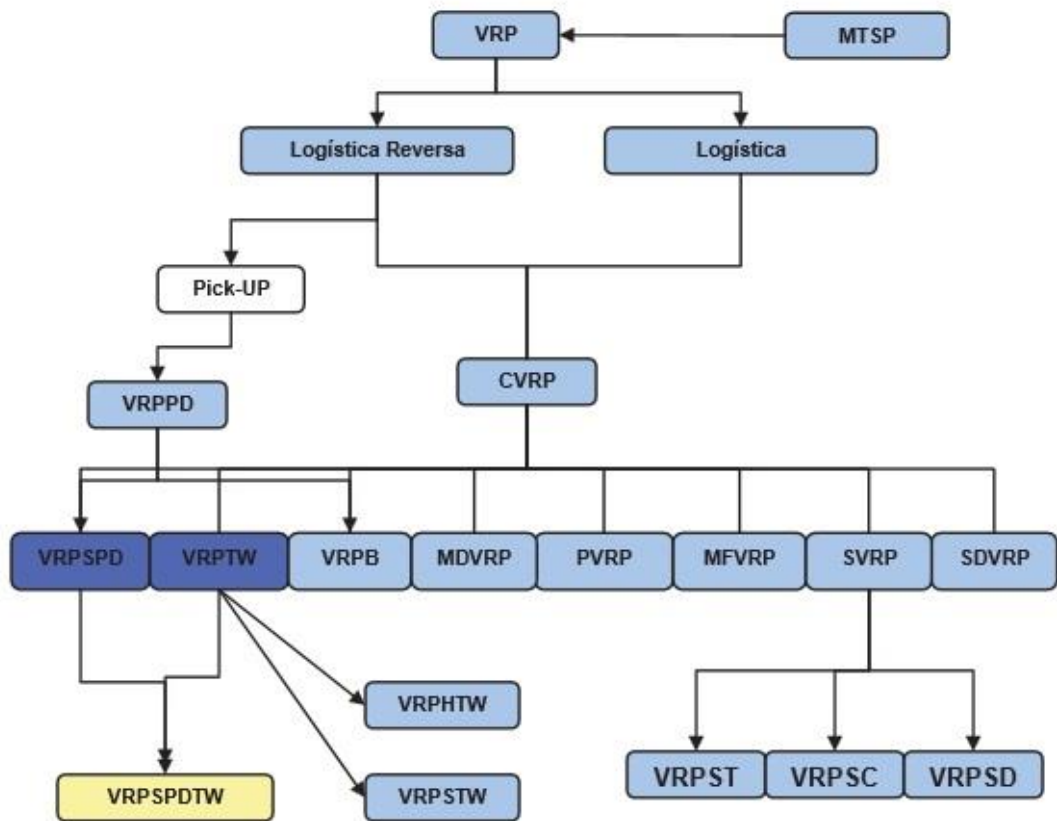 VRP
MTSP
Logística Reversa
Logística
Pick-UP
CVRP
VRPPD
VRPSPD
VRPTW
VRPB
MDVRP
PVRP
MFVRP
SVRP
SDVRP
VRPHTW
VRPST
VRPSC
VRPSD
VRPSPDTW
VRPSTW